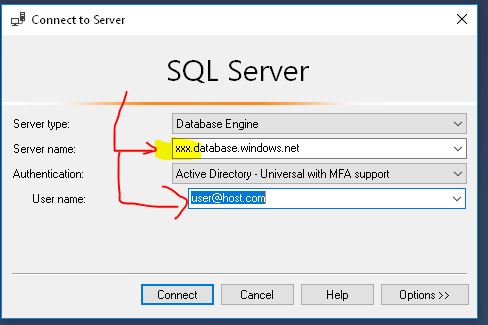 Connect to Server
SQL Server
Server type: Database Engine
Server name: xxx.database.windows.net
Authentication: Active Directory - Universal with MFA support
User name: user@host.com
Connect Cancel Help Options >>